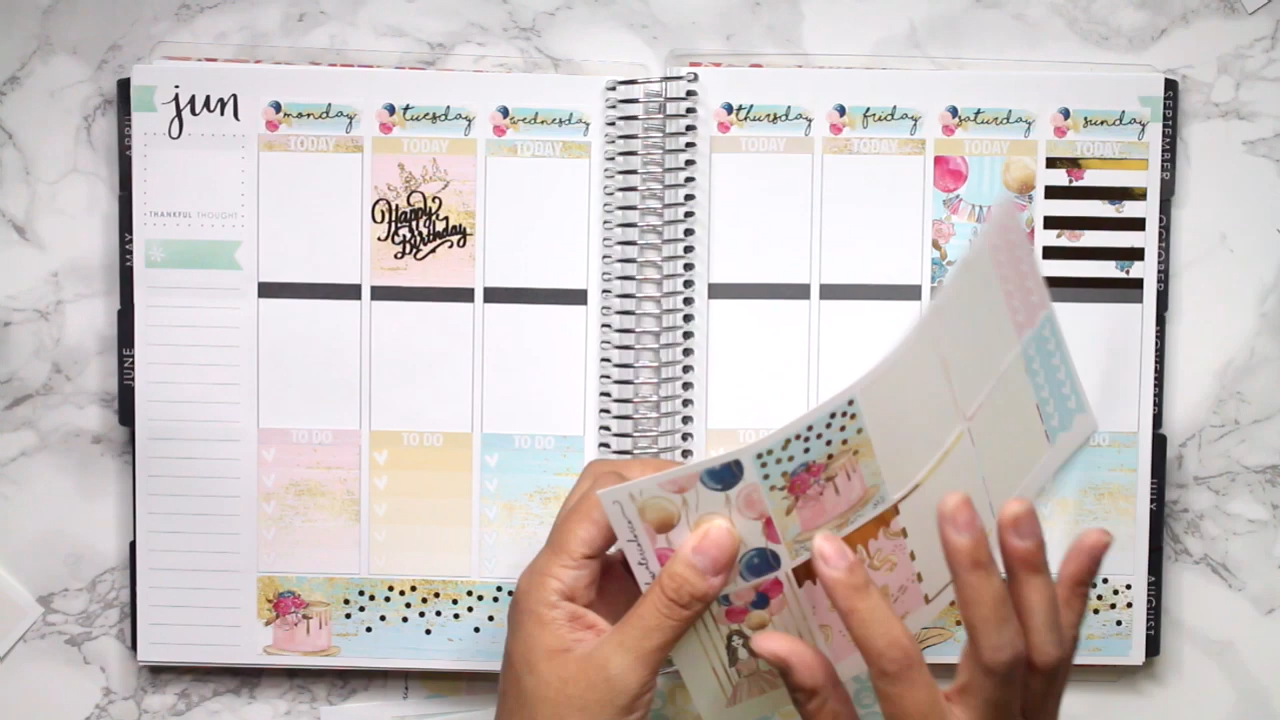 jun
monday
tuesday
wednesday
thursday
friday
saturday
sunday
TODAY
TODAY
TODAY
TODAY
TODAY
TODAY
TODAY
Happy
Birthday
THANKFUL THOUGHT
TO DO
TO DO
TO DO
APRIL
MAY
JUNE
SEPTEMBER
OCTOBER
NOVEMBER
JULY
AUGUST